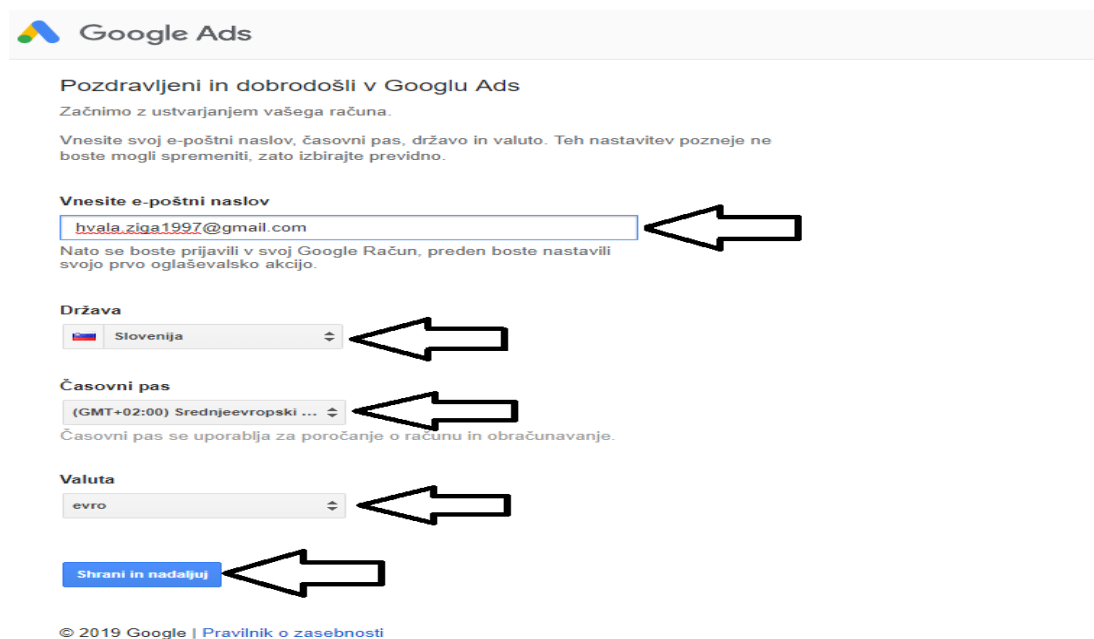 Google Ads
Pozdravljeni in dobrodošli v Googlu Ads
Začnimo z ustvarjanjem vašega računa.
Vnesite svoj e-poštni naslov, časovni pas, državo in valuto. Teh nastavitev pozneje ne
boste mogli spremeniti, zato izbirajte previdno.
Vnesite e-poštni naslov
hvala.ziga1997@gmail.com
Nato se boste prijavili v svoj Google Račun, preden boste nastavili
svojo prvo oglaševalsko akcijo.
Država
Slovenija
Časovni pas
(GMT+02:00) Srednjeevropski ...
Časovni pas se uporablja za poročanje o računu in obračunavanje.
Valuta
evro
Shrani in nadaljuj
© 2019 Google | Pravilnik o zasebnosti